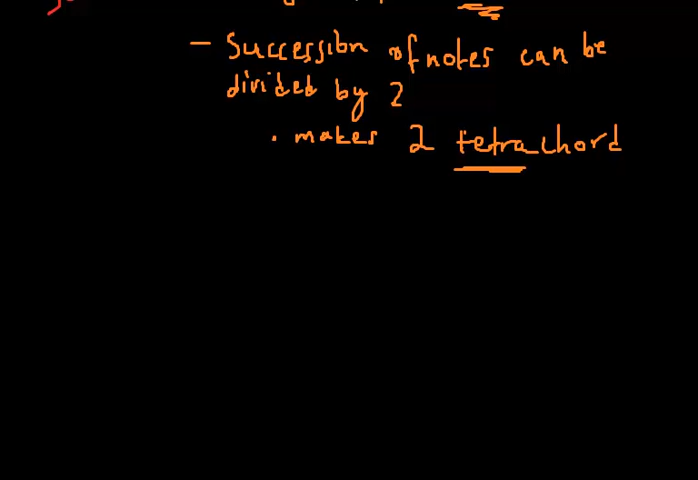 - Succession of notes can be
divided by 2
. makes 2 tetrachord